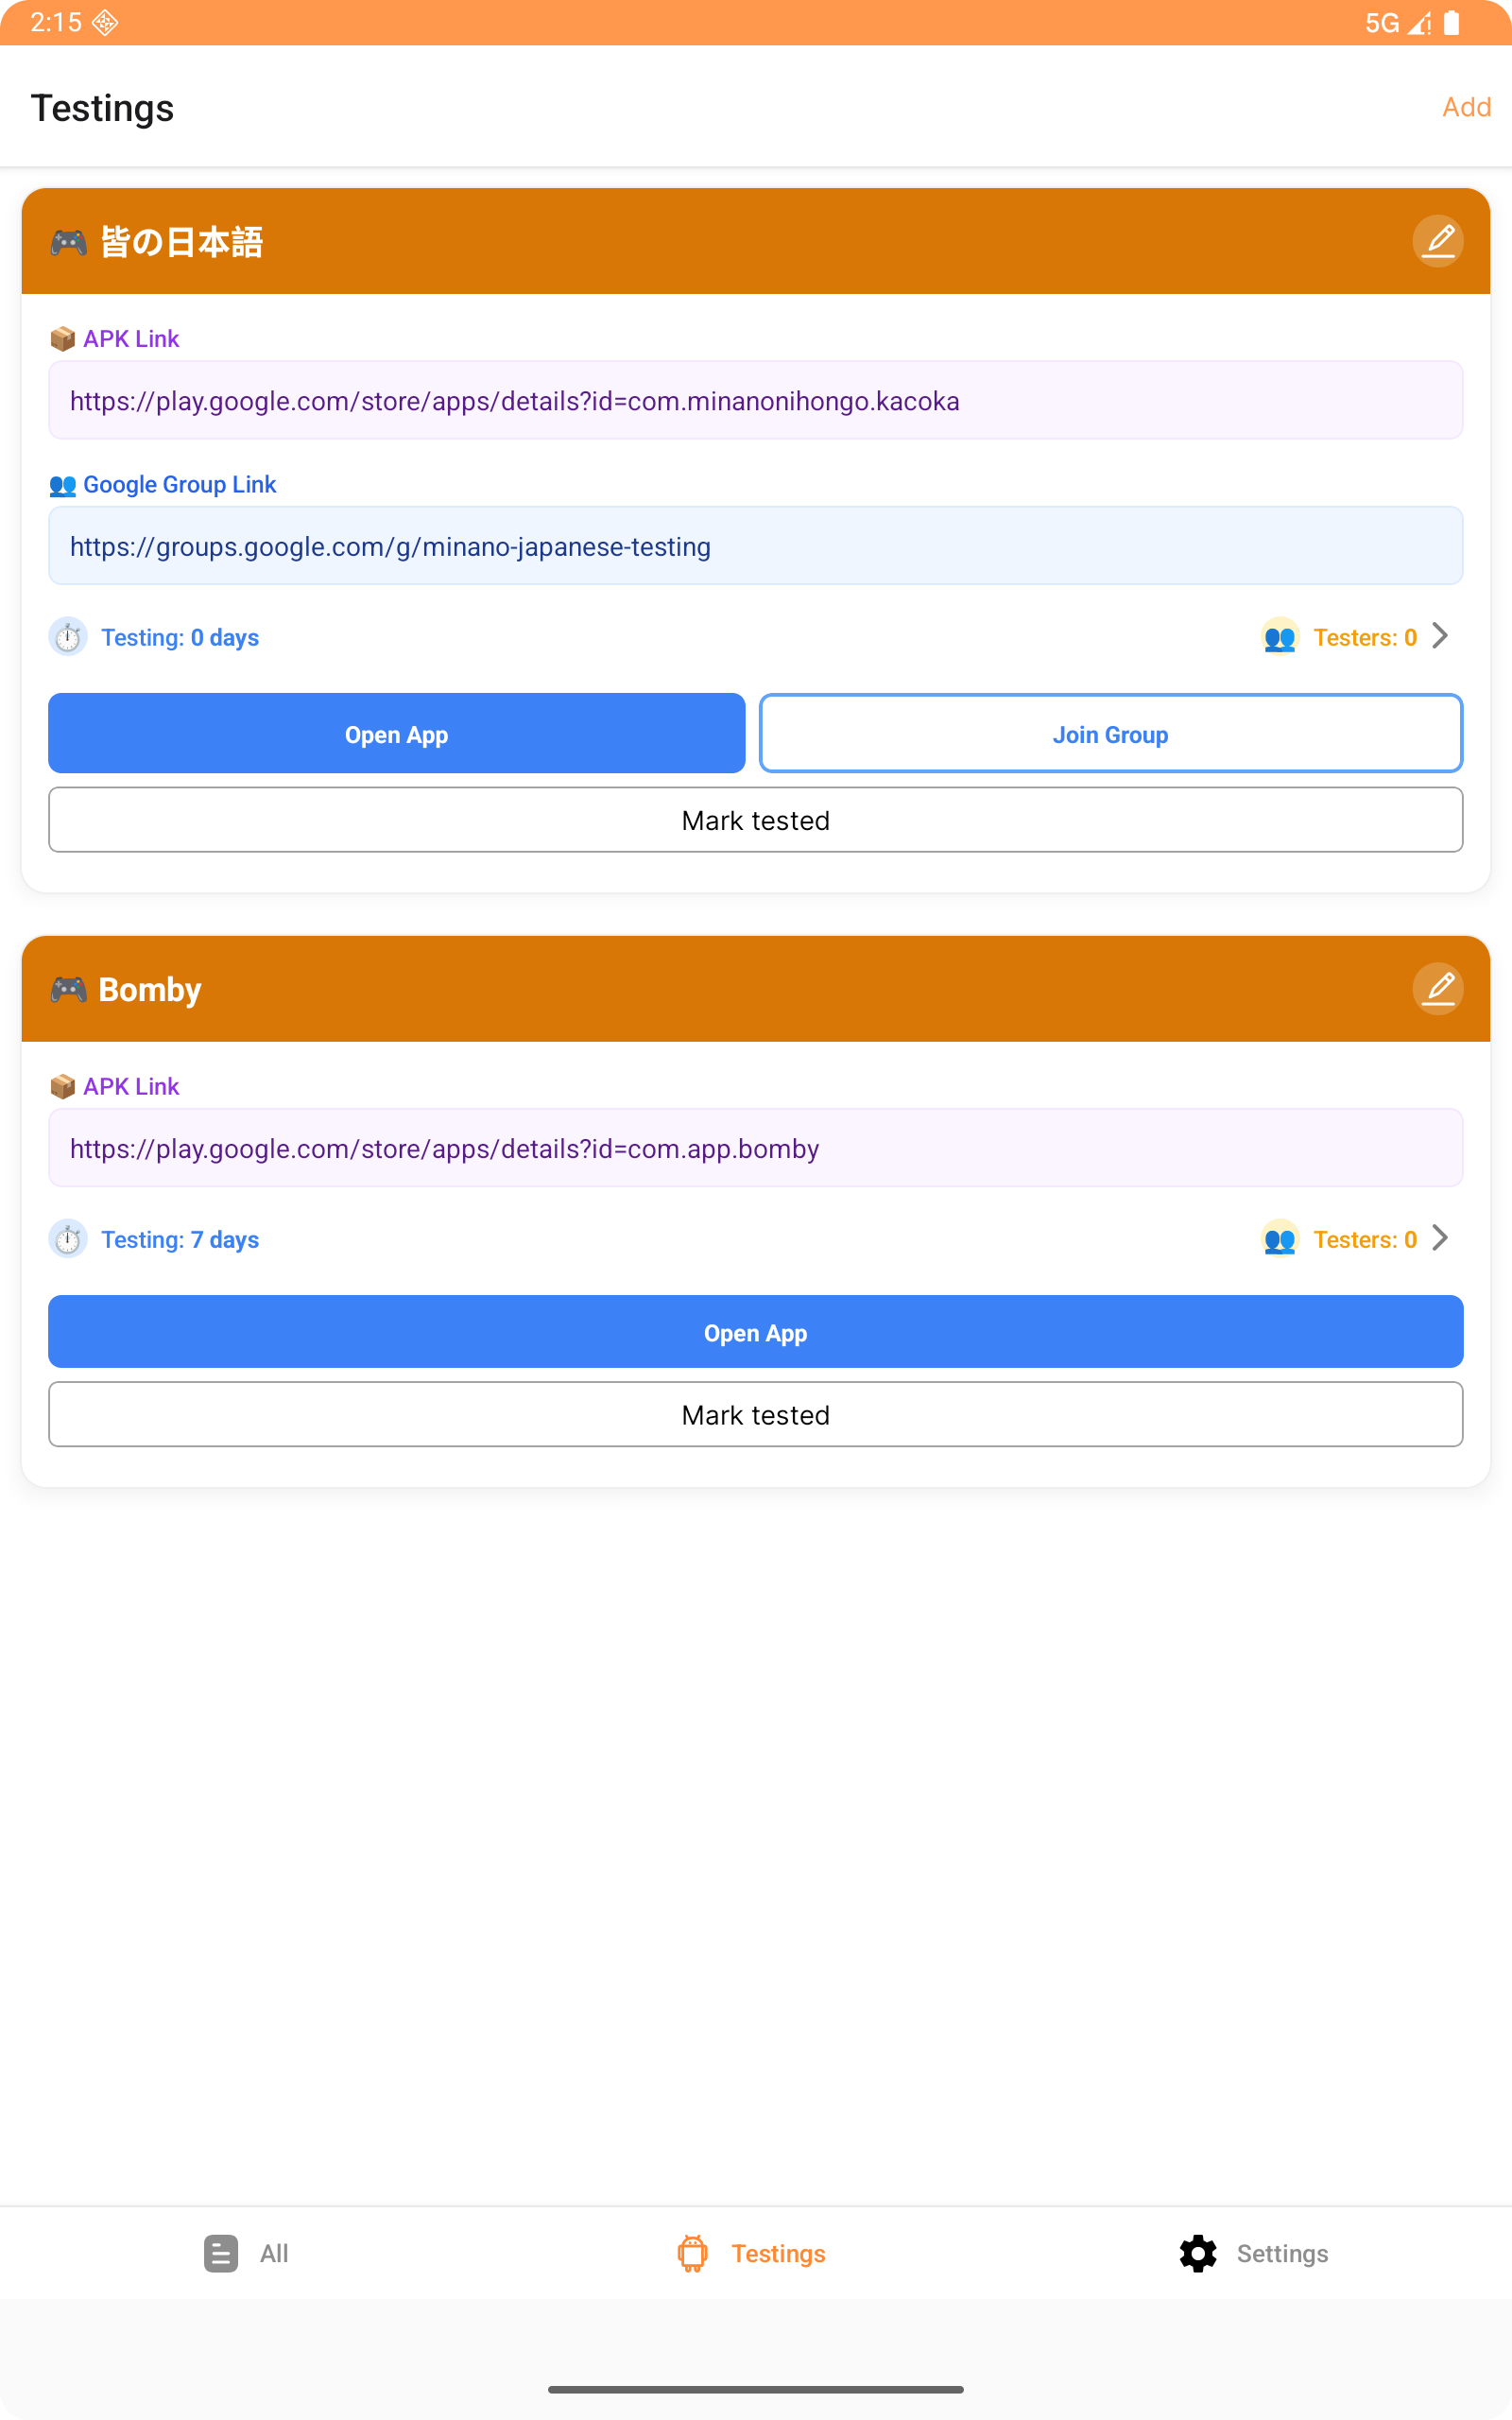 2:15
5G
Testings
Add
🎮 皆の日本語
📦 APK Link
https://play.google.com/store/apps/details?id=com.minanonihongo.kacoka
👥 Google Group Link
https://groups.google.com/g/minano-japanese-testing
Testing: 0 days
Testers: 0
Open App
Join Group
Mark tested
🎮 Bomby
📦 APK Link
https://play.google.com/store/apps/details?id=com.app.bomby
Testing: 7 days
Testers: 0
Open App
Mark tested
All
Testings
Settings